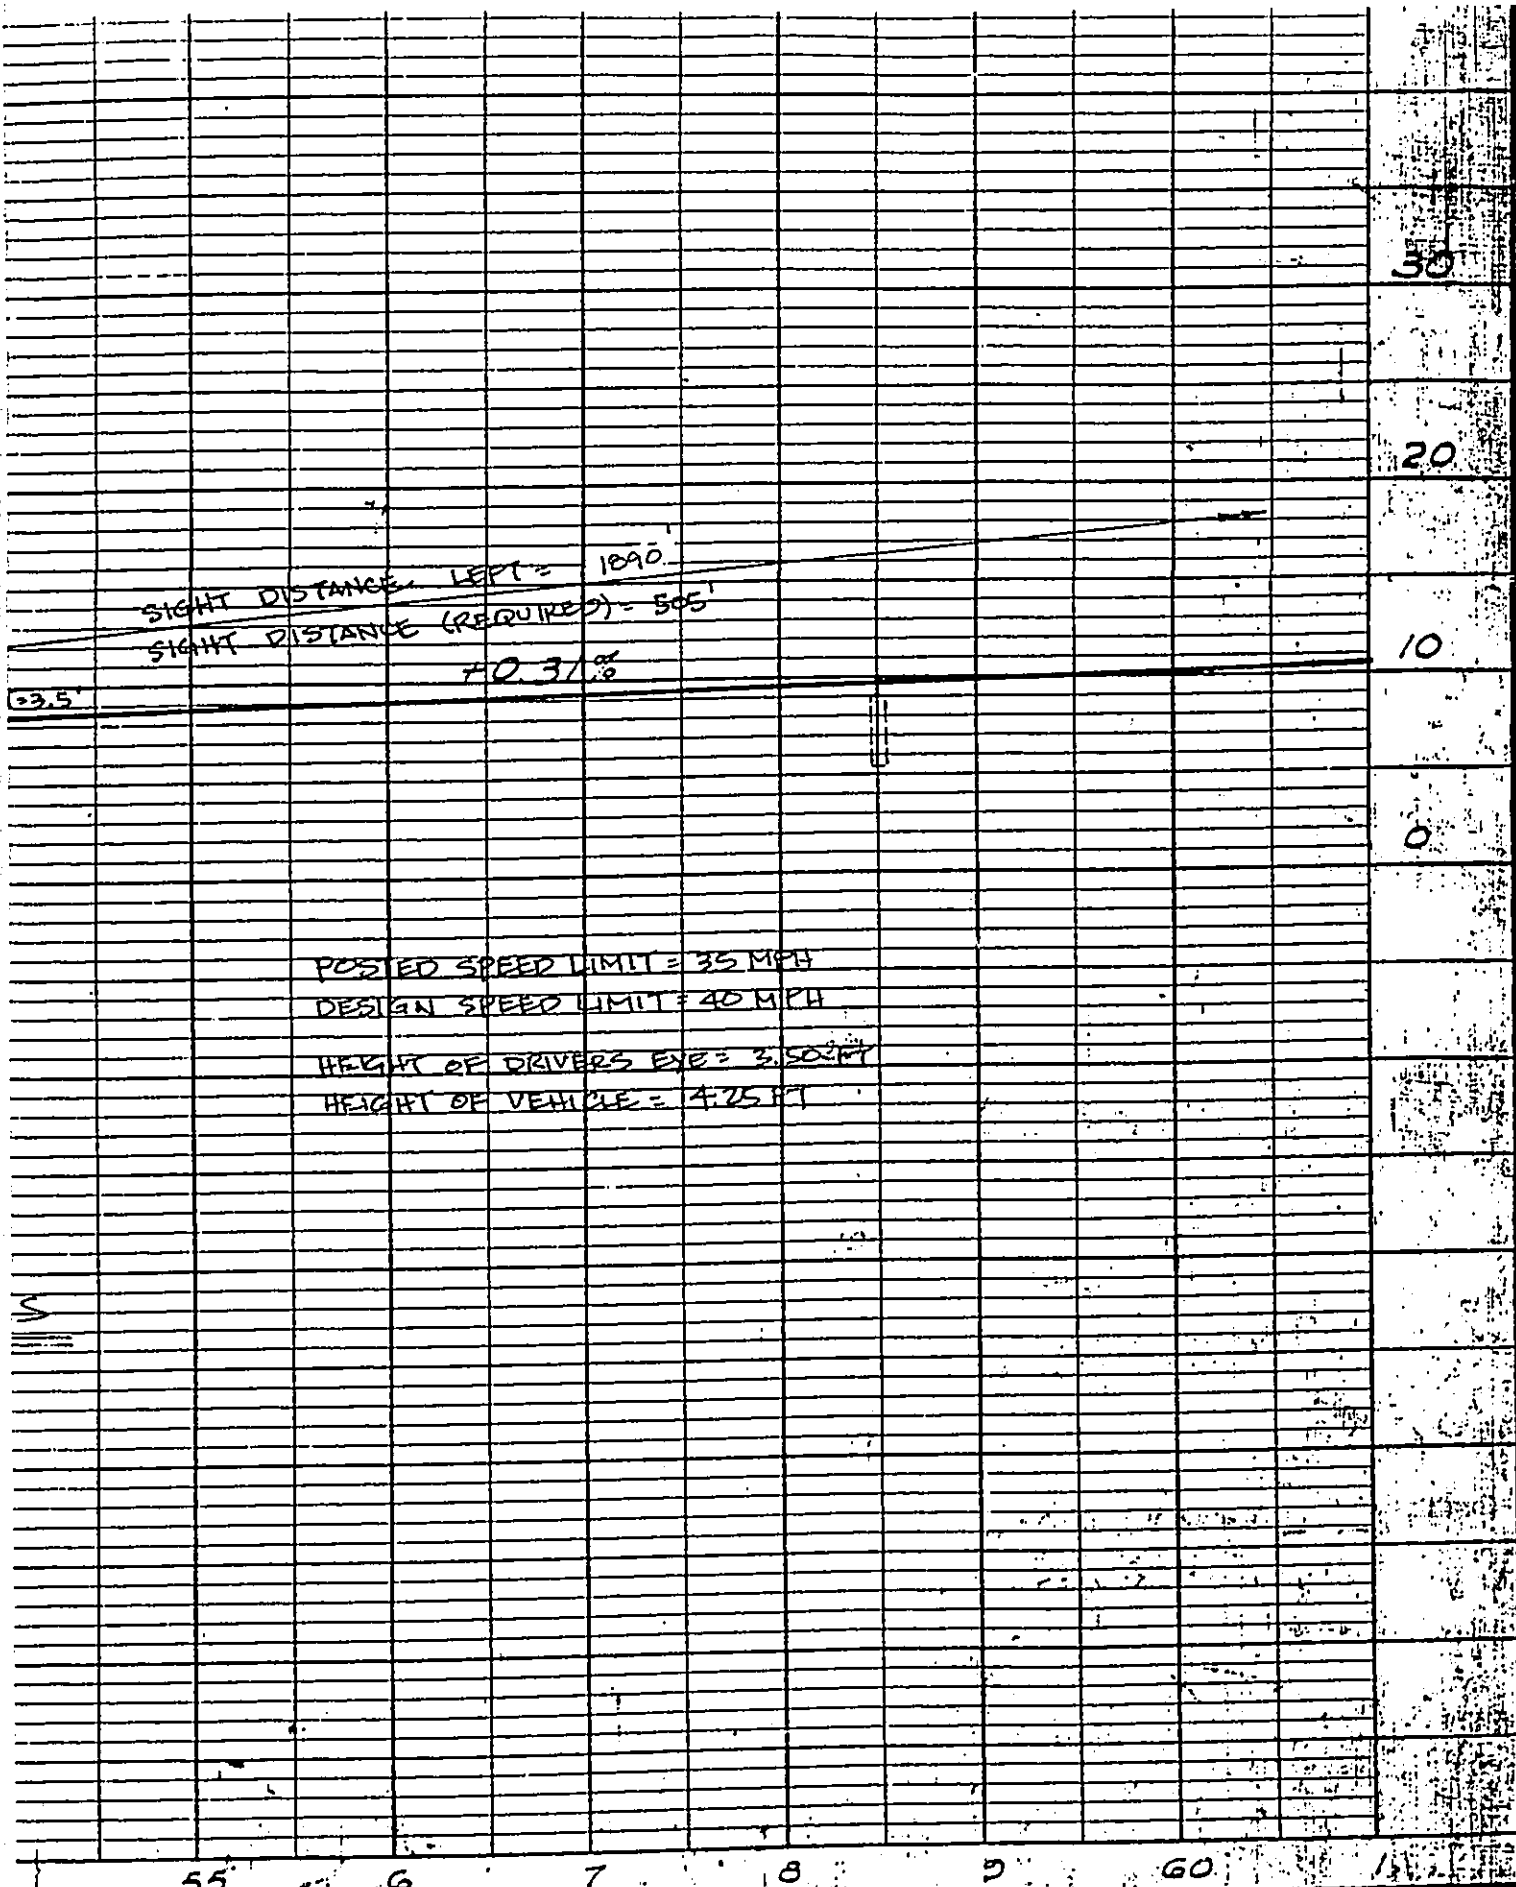 30
20
SIGHT DISTANCE LEFT = 1890'
SIGHT DISTANCE (REQUIRED) = 505'
10
+0.31%
=3.5'
0
POSTED SPEED LIMIT = 35 MPH
DESIGN SPEED LIMIT = 40 MPH
HEIGHT OF DRIVERS EYE = 3.50 FT
HEIGHT OF VEHICLE = 4.25 FT
S
55 6 7 8 9 60 1